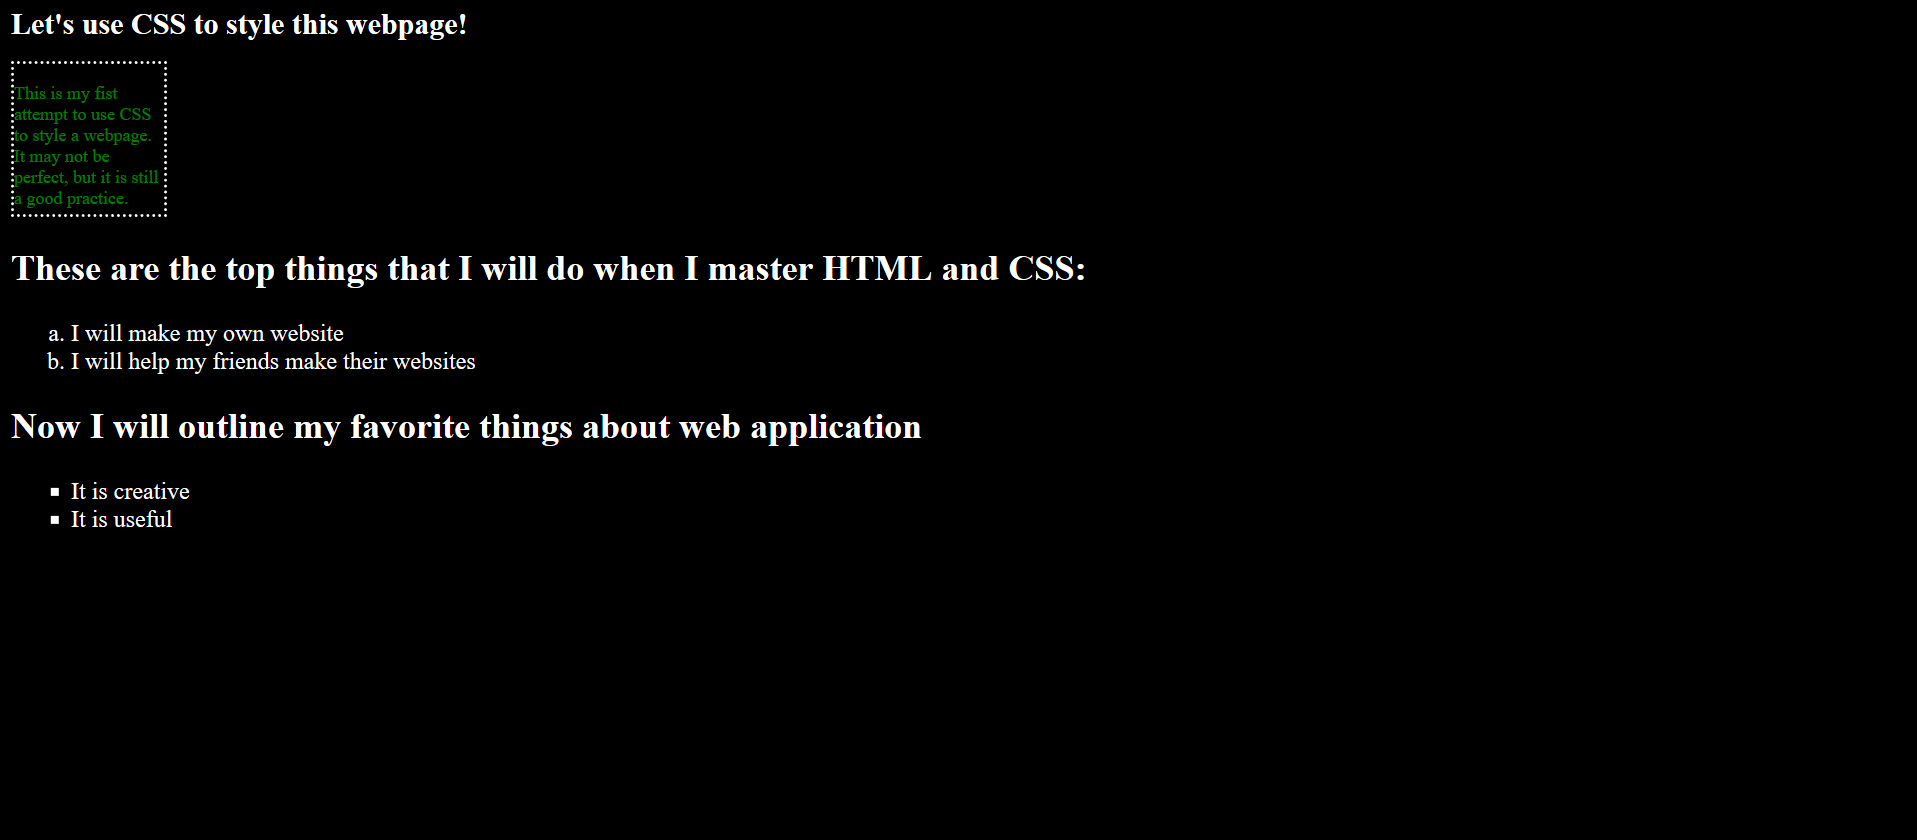 Let's use CSS to style this webpage!
This is my fist
attempt to use CSS
to style a webpage.
It may not be
perfect, but it is still
a good practice.
These are the top things that I will do when I master HTML and CSS:
a. I will make my own website
b. I will help my friends make their websites
Now I will outline my favorite things about web application
▪ It is creative
▪ It is useful